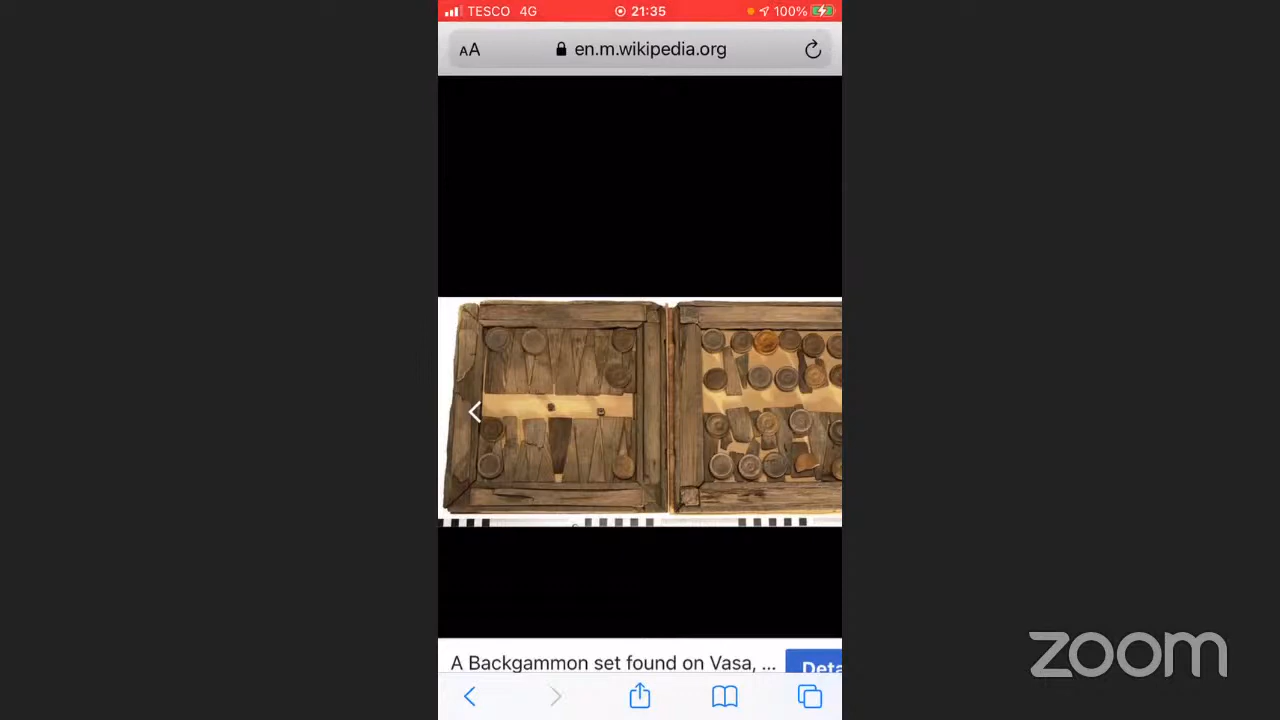 TESCO 4G 21:35 100%
AA en.m.wikipedia.org
A Backgammon set found on Vasa, ...
zoom